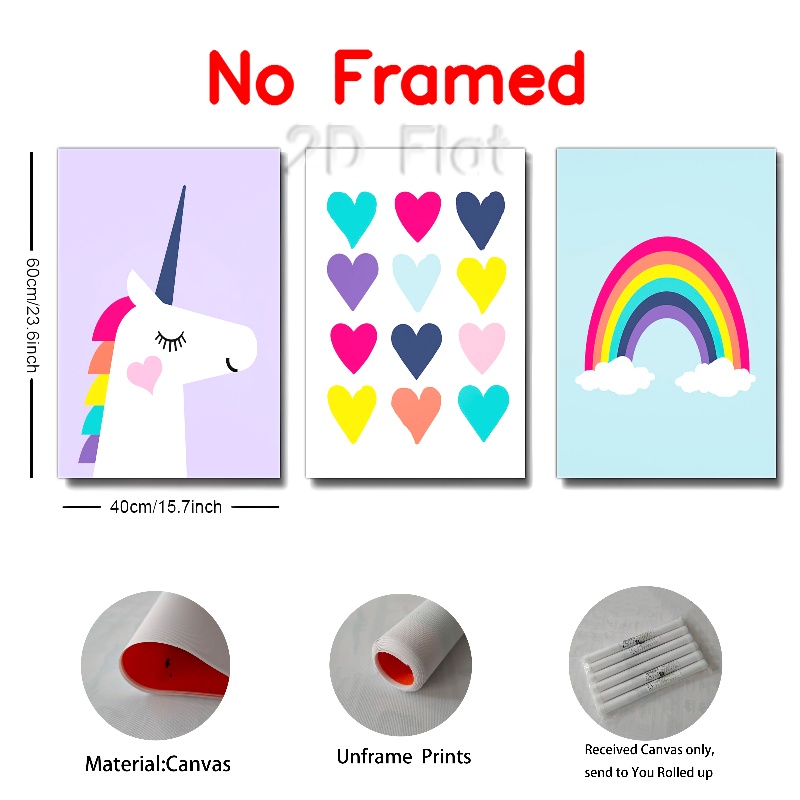 No Framed
2D Flat
60cm/23.6inch
40cm/15.7inch
Material:Canvas
Unframe Prints
Received Canvas only,
send to You Rolled up